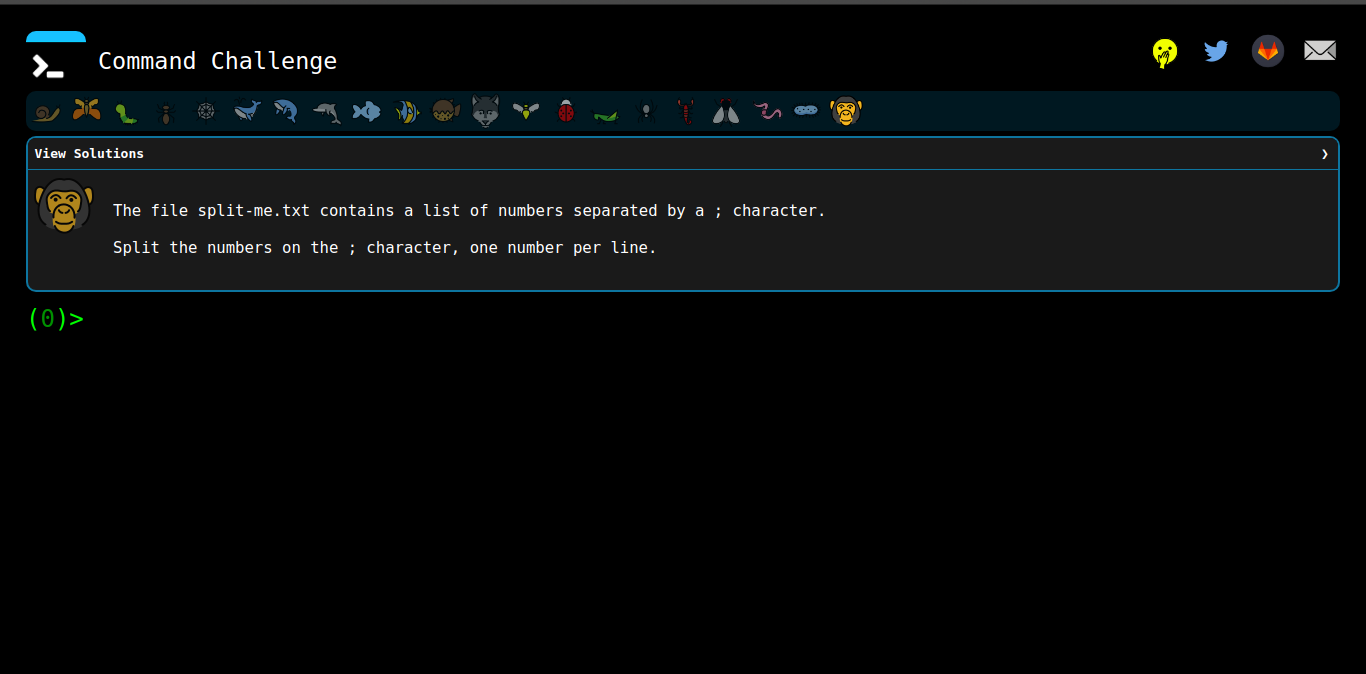 Command Challenge
View Solutions ❯
The file split-me.txt contains a list of numbers separated by a ; character.
Split the numbers on the ; character, one number per line.
(0)>